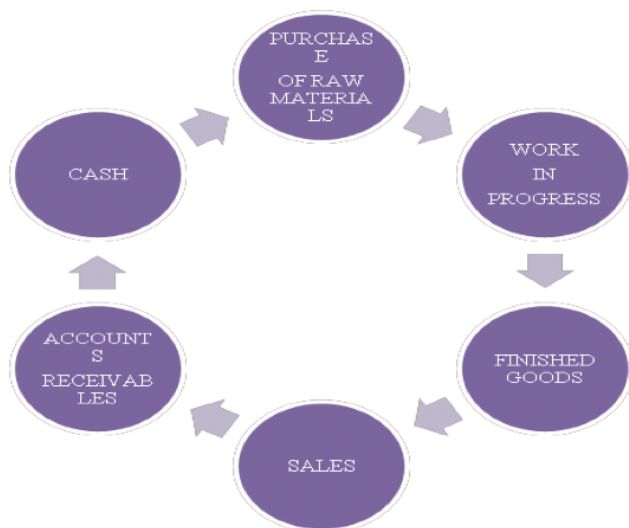 PURCHAS
E
OF RAW
MATERIA
LS
WORK
IN
PROGRESS
FINISHED
GOODS
SALES
ACCOUNT
S
RECEIVAB
LES
CASH